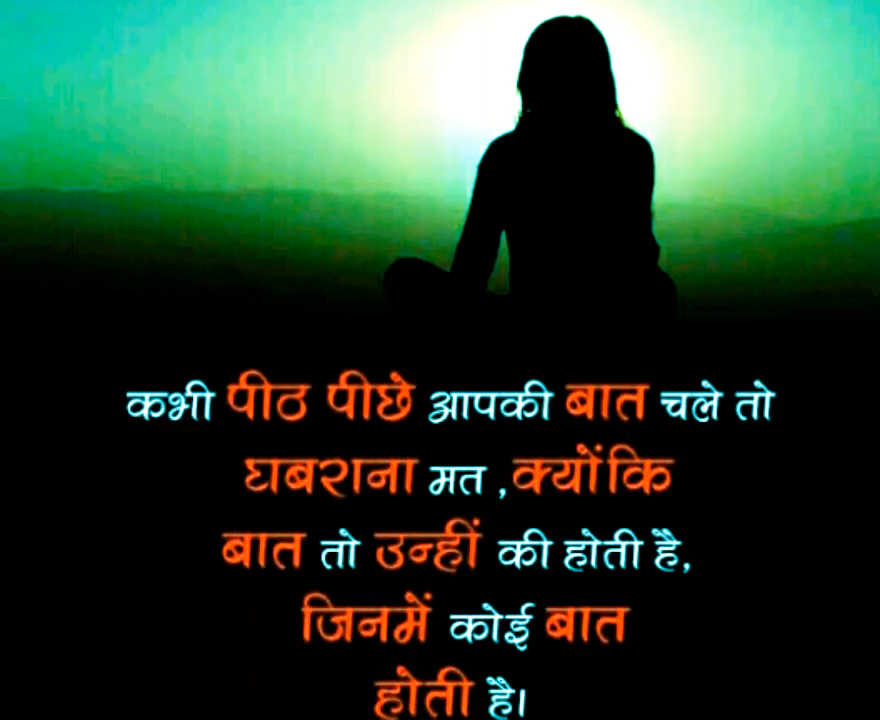 कभी पीठ पीछे आपकी बात चले तो
घबराना मत ,क्योंकि
बात तो उन्हीं की होती है,
जिनमें कोई बात
होती है।